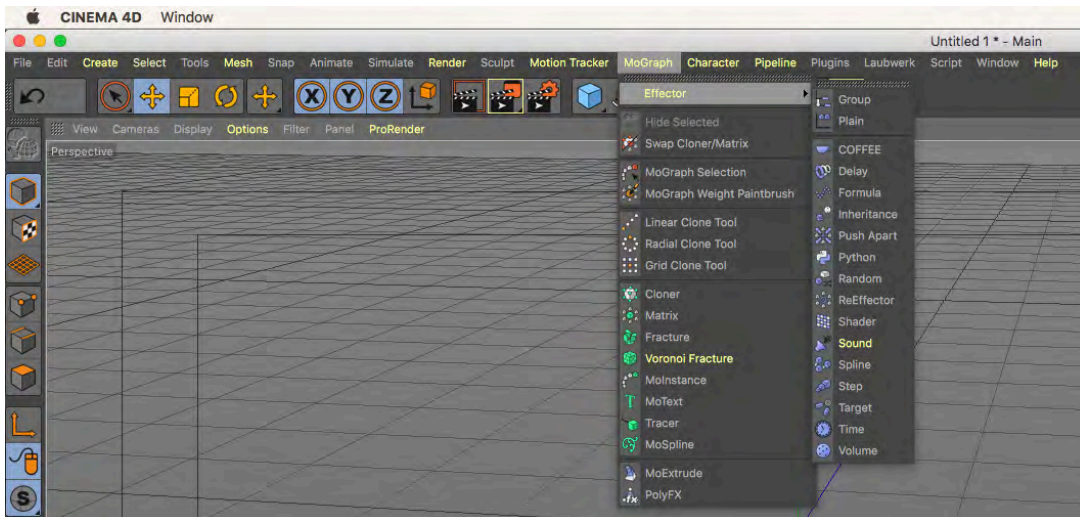 CINEMA 4D Window
Untitled 1 * - Main
File Edit Create Select Tools Mesh Snap Animate Simulate Render Sculpt Motion Tracker MoGraph Character Pipeline Plugins Laubwerk Script Window Help
X Y Z
View Cameras Display Options Filter Panel ProRender
Perspective
Effector
Hide Selected
Swap Cloner/Matrix
MoGraph Selection
MoGraph Weight Paintbrush
Linear Clone Tool
Radial Clone Tool
Grid Clone Tool
Cloner
Matrix
Fracture
Voronoi Fracture
MoInstance
MoText
Tracer
MoSpline
MoExtrude
PolyFX
Group
Plain
COFFEE
Delay
Formula
Inheritance
Push Apart
Python
Random
ReEffector
Shader
Sound
Spline
Step
Target
Time
Volume
S